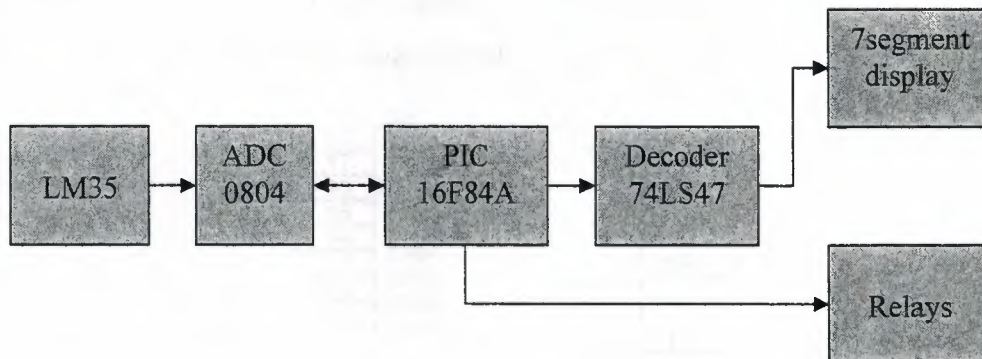 LM35
ADC
0804
PIC
16F84A
Decoder
74LS47
7segment
display
Relays